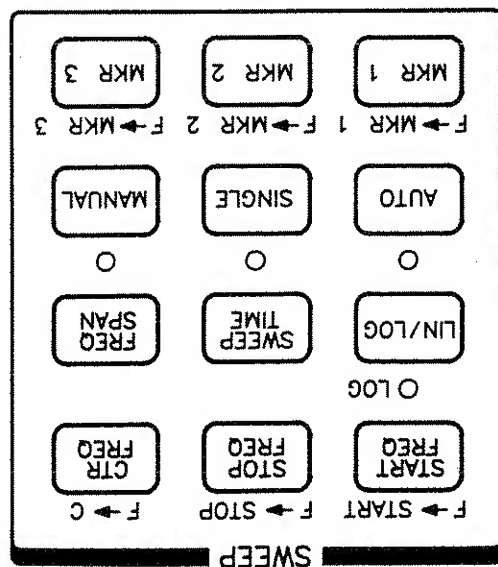 SWEEP
F → START F → STOP F → C
START FREQ STOP FREQ CTR FREQ
LOG
LIN/LOG SWEEP TIME FREQ SPAN
AUTO SINGLE MANUAL
F → MKR 1 F → MKR 2 F → MKR 3
MKR 1 MKR 2 MKR 3